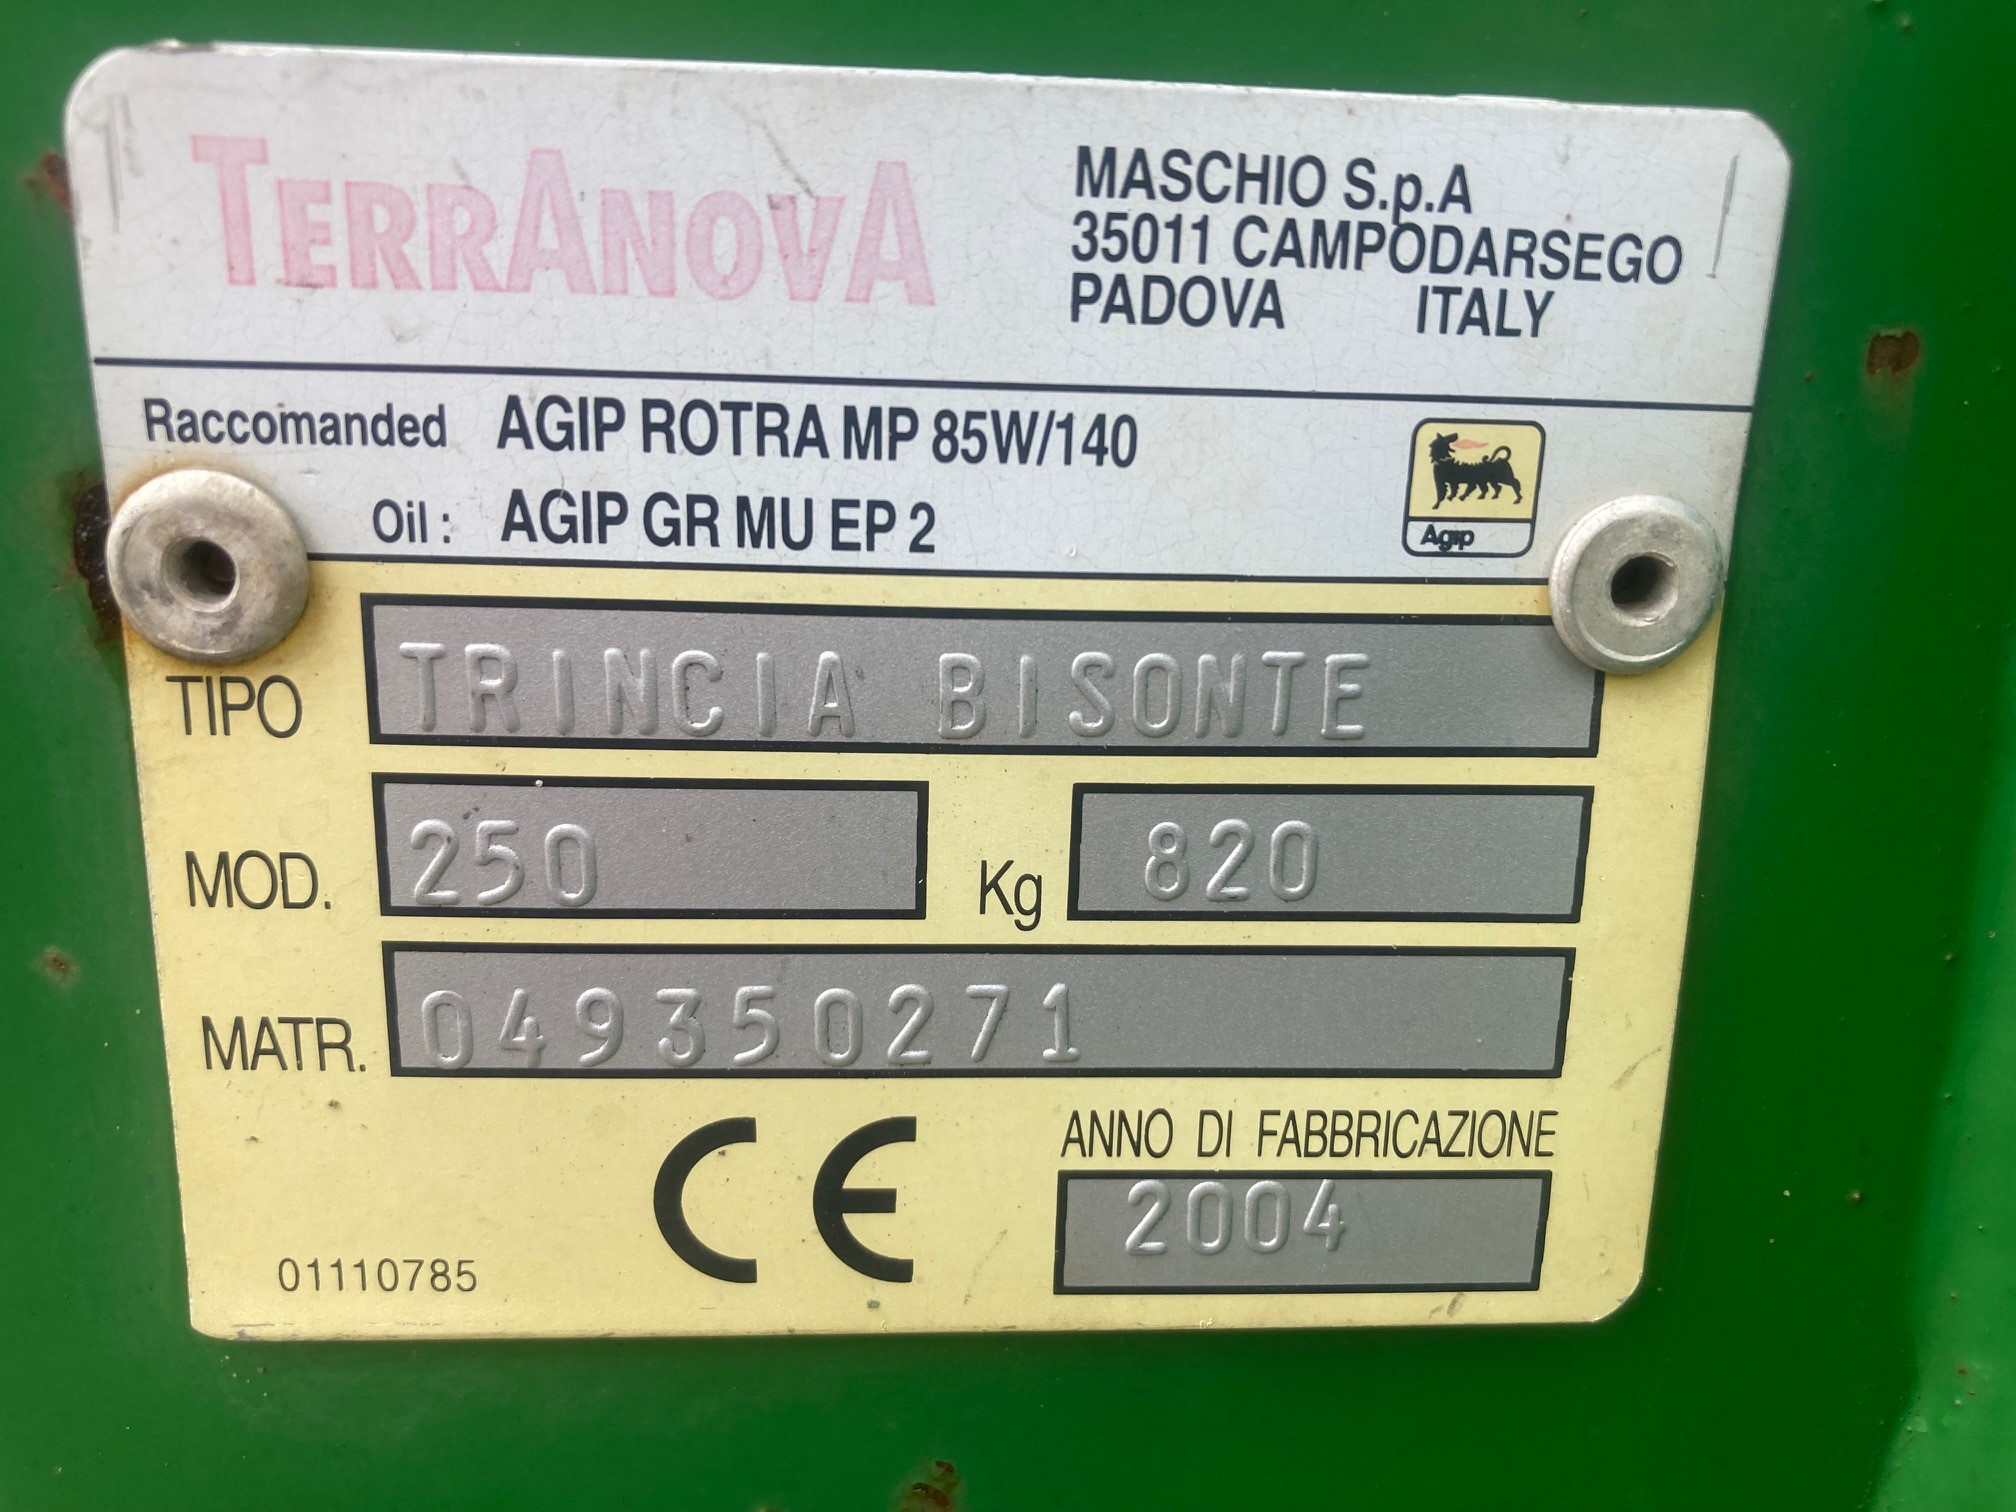 TERRANOVA
MASCHIO S.p.A
35011 CAMPODARSEGO
PADOVA ITALY
Raccomanded AGIP ROTRA MP 85W/140
Oil : AGIP GR MU EP 2
Agip
TIPO TRINCIA BISONTE
MOD. 250 Kg 820
MATR. 049350271
CE
ANNO DI FABBRICAZIONE
2004
01110785